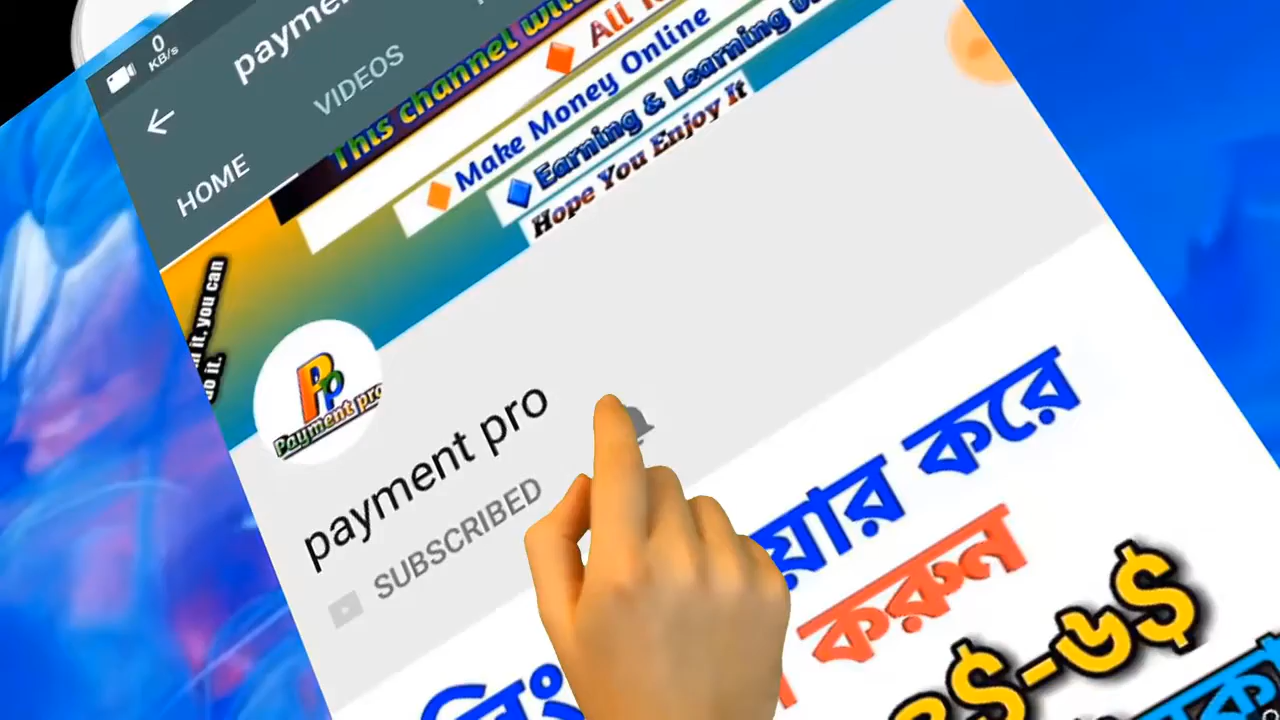 0
KB/s
payme
VIDEOS
HOME
This channel will
All
Make Money Online
Earning & Learning
Hope You Enjoy It
it, you can
do it.
Payment pro
payment pro
SUBSCRIBED
য়ার করে
করুন
$-৬$